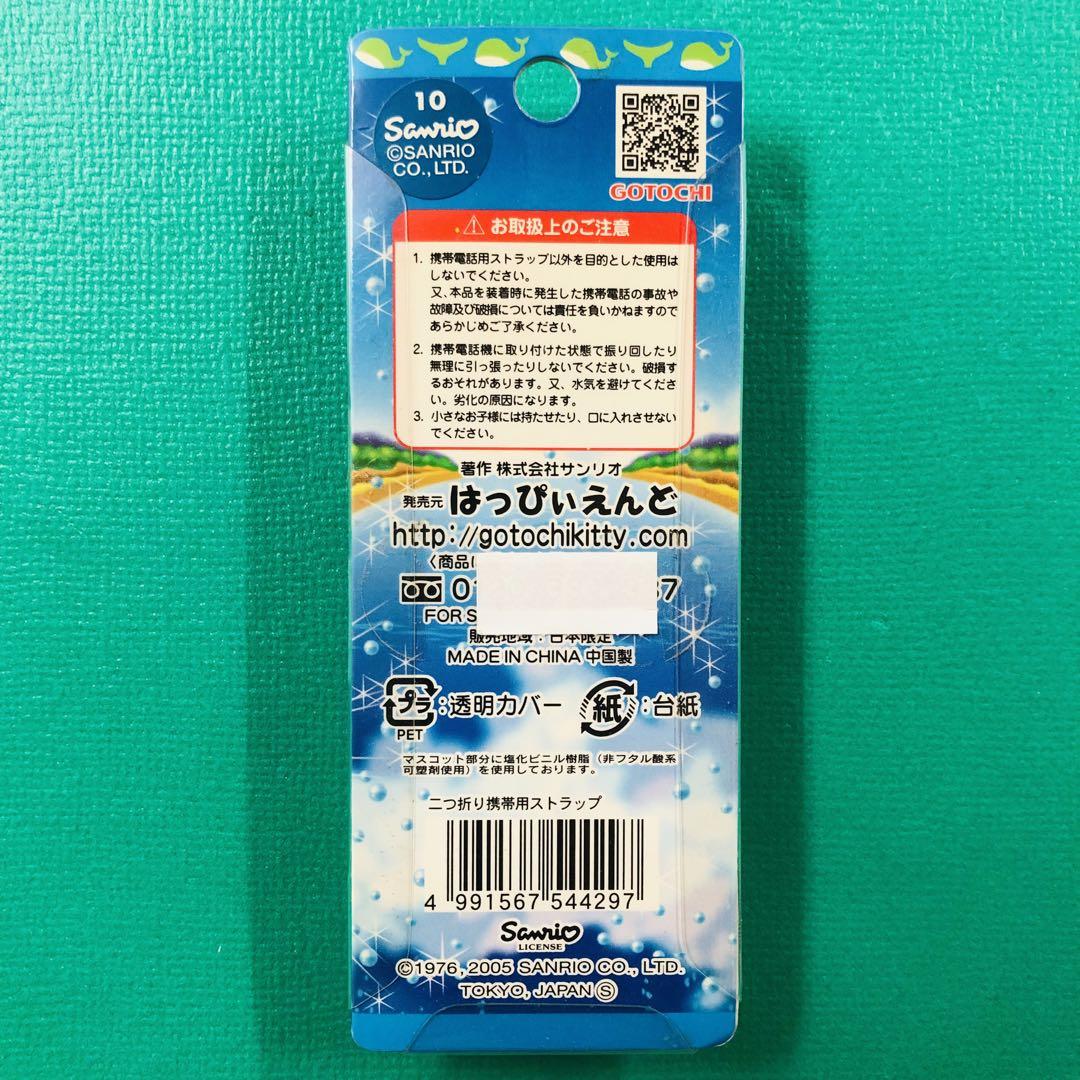 10
Sanrio
©SANRIO
CO., LTD.
GOTOCHI
⚠ お取扱上のご注意
1. 携帯電話用ストラップ以外を目的とした使用は
しないでください。
又、本品を装着時に発生した携帯電話の事故や
故障及び破損については責任を負いかねますので
あらかじめご了承ください。
2. 携帯電話機に取り付けた状態で振り回したり
無理に引っ張ったりしないでください。破損す
るおそれがあります。又、水気を避けてくださ
い。劣化の原因になります。
3. 小さなお子様には持たせたり、口に入れさせない
でください。
著作 株式会社サンリオ
発売元 はっぴぃえんど
http://gotochikitty.com
〈商品に
01 37
FOR S
販売地域：日本限定
MADE IN CHINA 中国製
プラ :透明カバー 紙 :台紙
PET
マスコット部分に塩化ビニル樹脂（非フタル酸系
可塑剤使用）を使用しております。
二つ折り携帯用ストラップ
4 991567 544297
Sanrio
LICENSE
©1976, 2005 SANRIO CO., LTD.
TOKYO, JAPAN Ⓢ